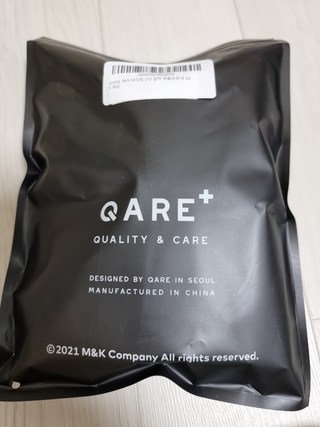 QARE+
QUALITY & CARE
DESIGNED BY QARE IN SEOUL
MANUFACTURED IN CHINA
©2021 M&K Company All rights reserved.